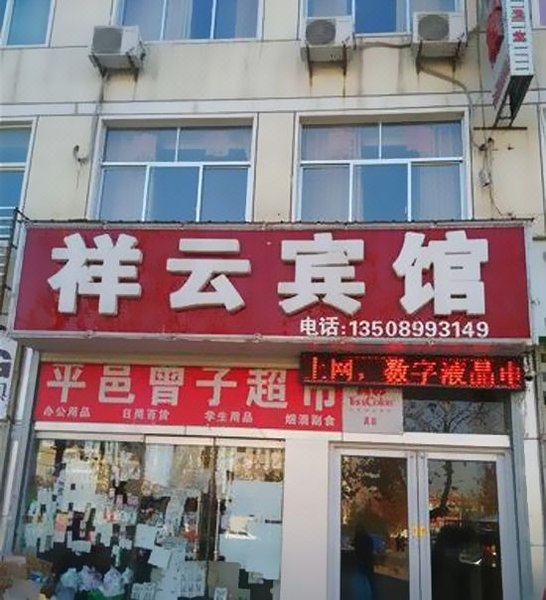 祥云宾馆
电话:13508993149
上网，数字液晶电
平邑曾子超市
办公用品 日用百货 学生用品 烟酒副食